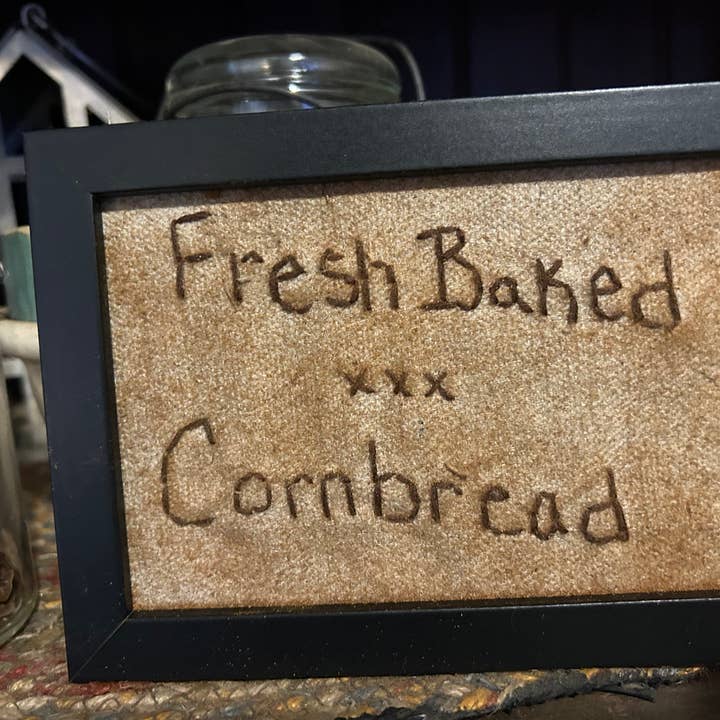 Fresh Baked
xxx
Cornbread